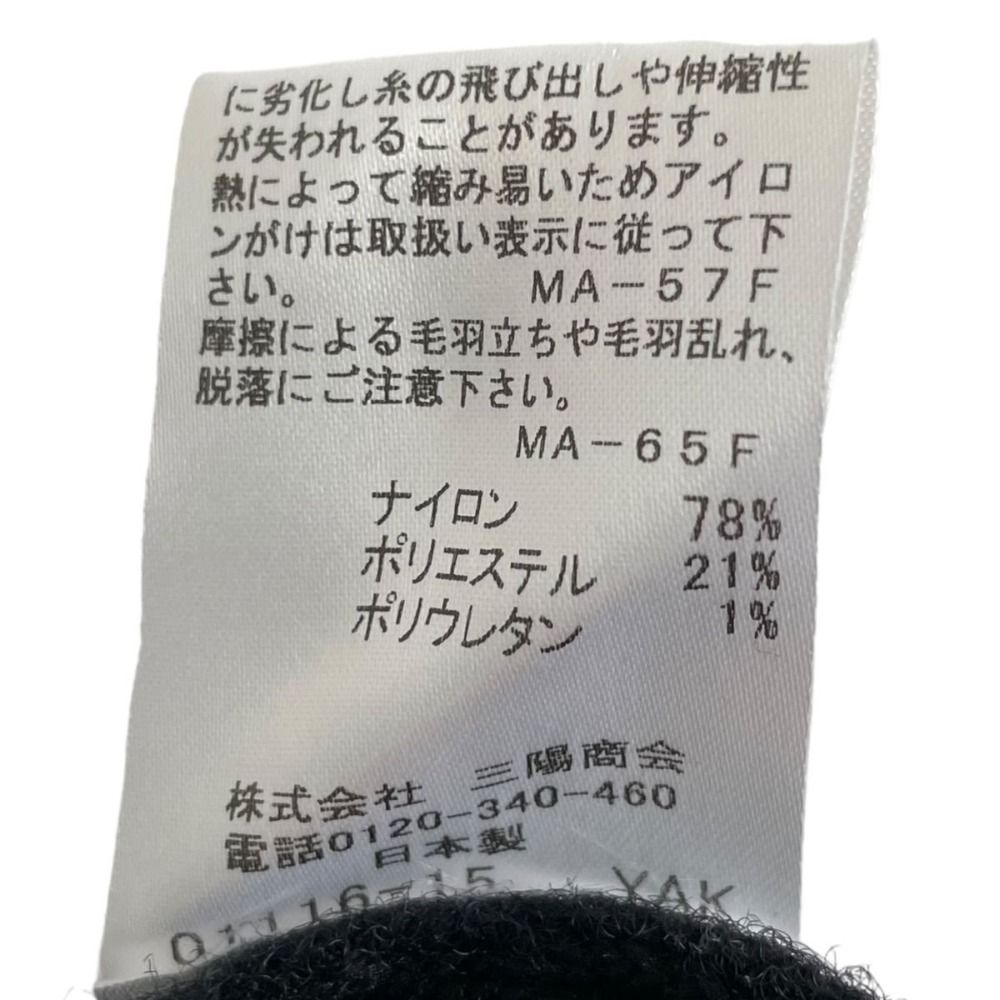 に劣化し糸の飛び出しや伸縮性
が失われることがあります。
熱によって縮み易いためアイロ
ンがけは取扱い表示に従って下
さい。 MA-57F
摩擦による毛羽立ちや毛羽乱れ、
脱落にご注意下さい。
MA-65F
ナイロン 78%
ポリエステル 21%
ポリウレタン 1%
株式会社 三陽商会
電話0120-340-460
日本製
YAK